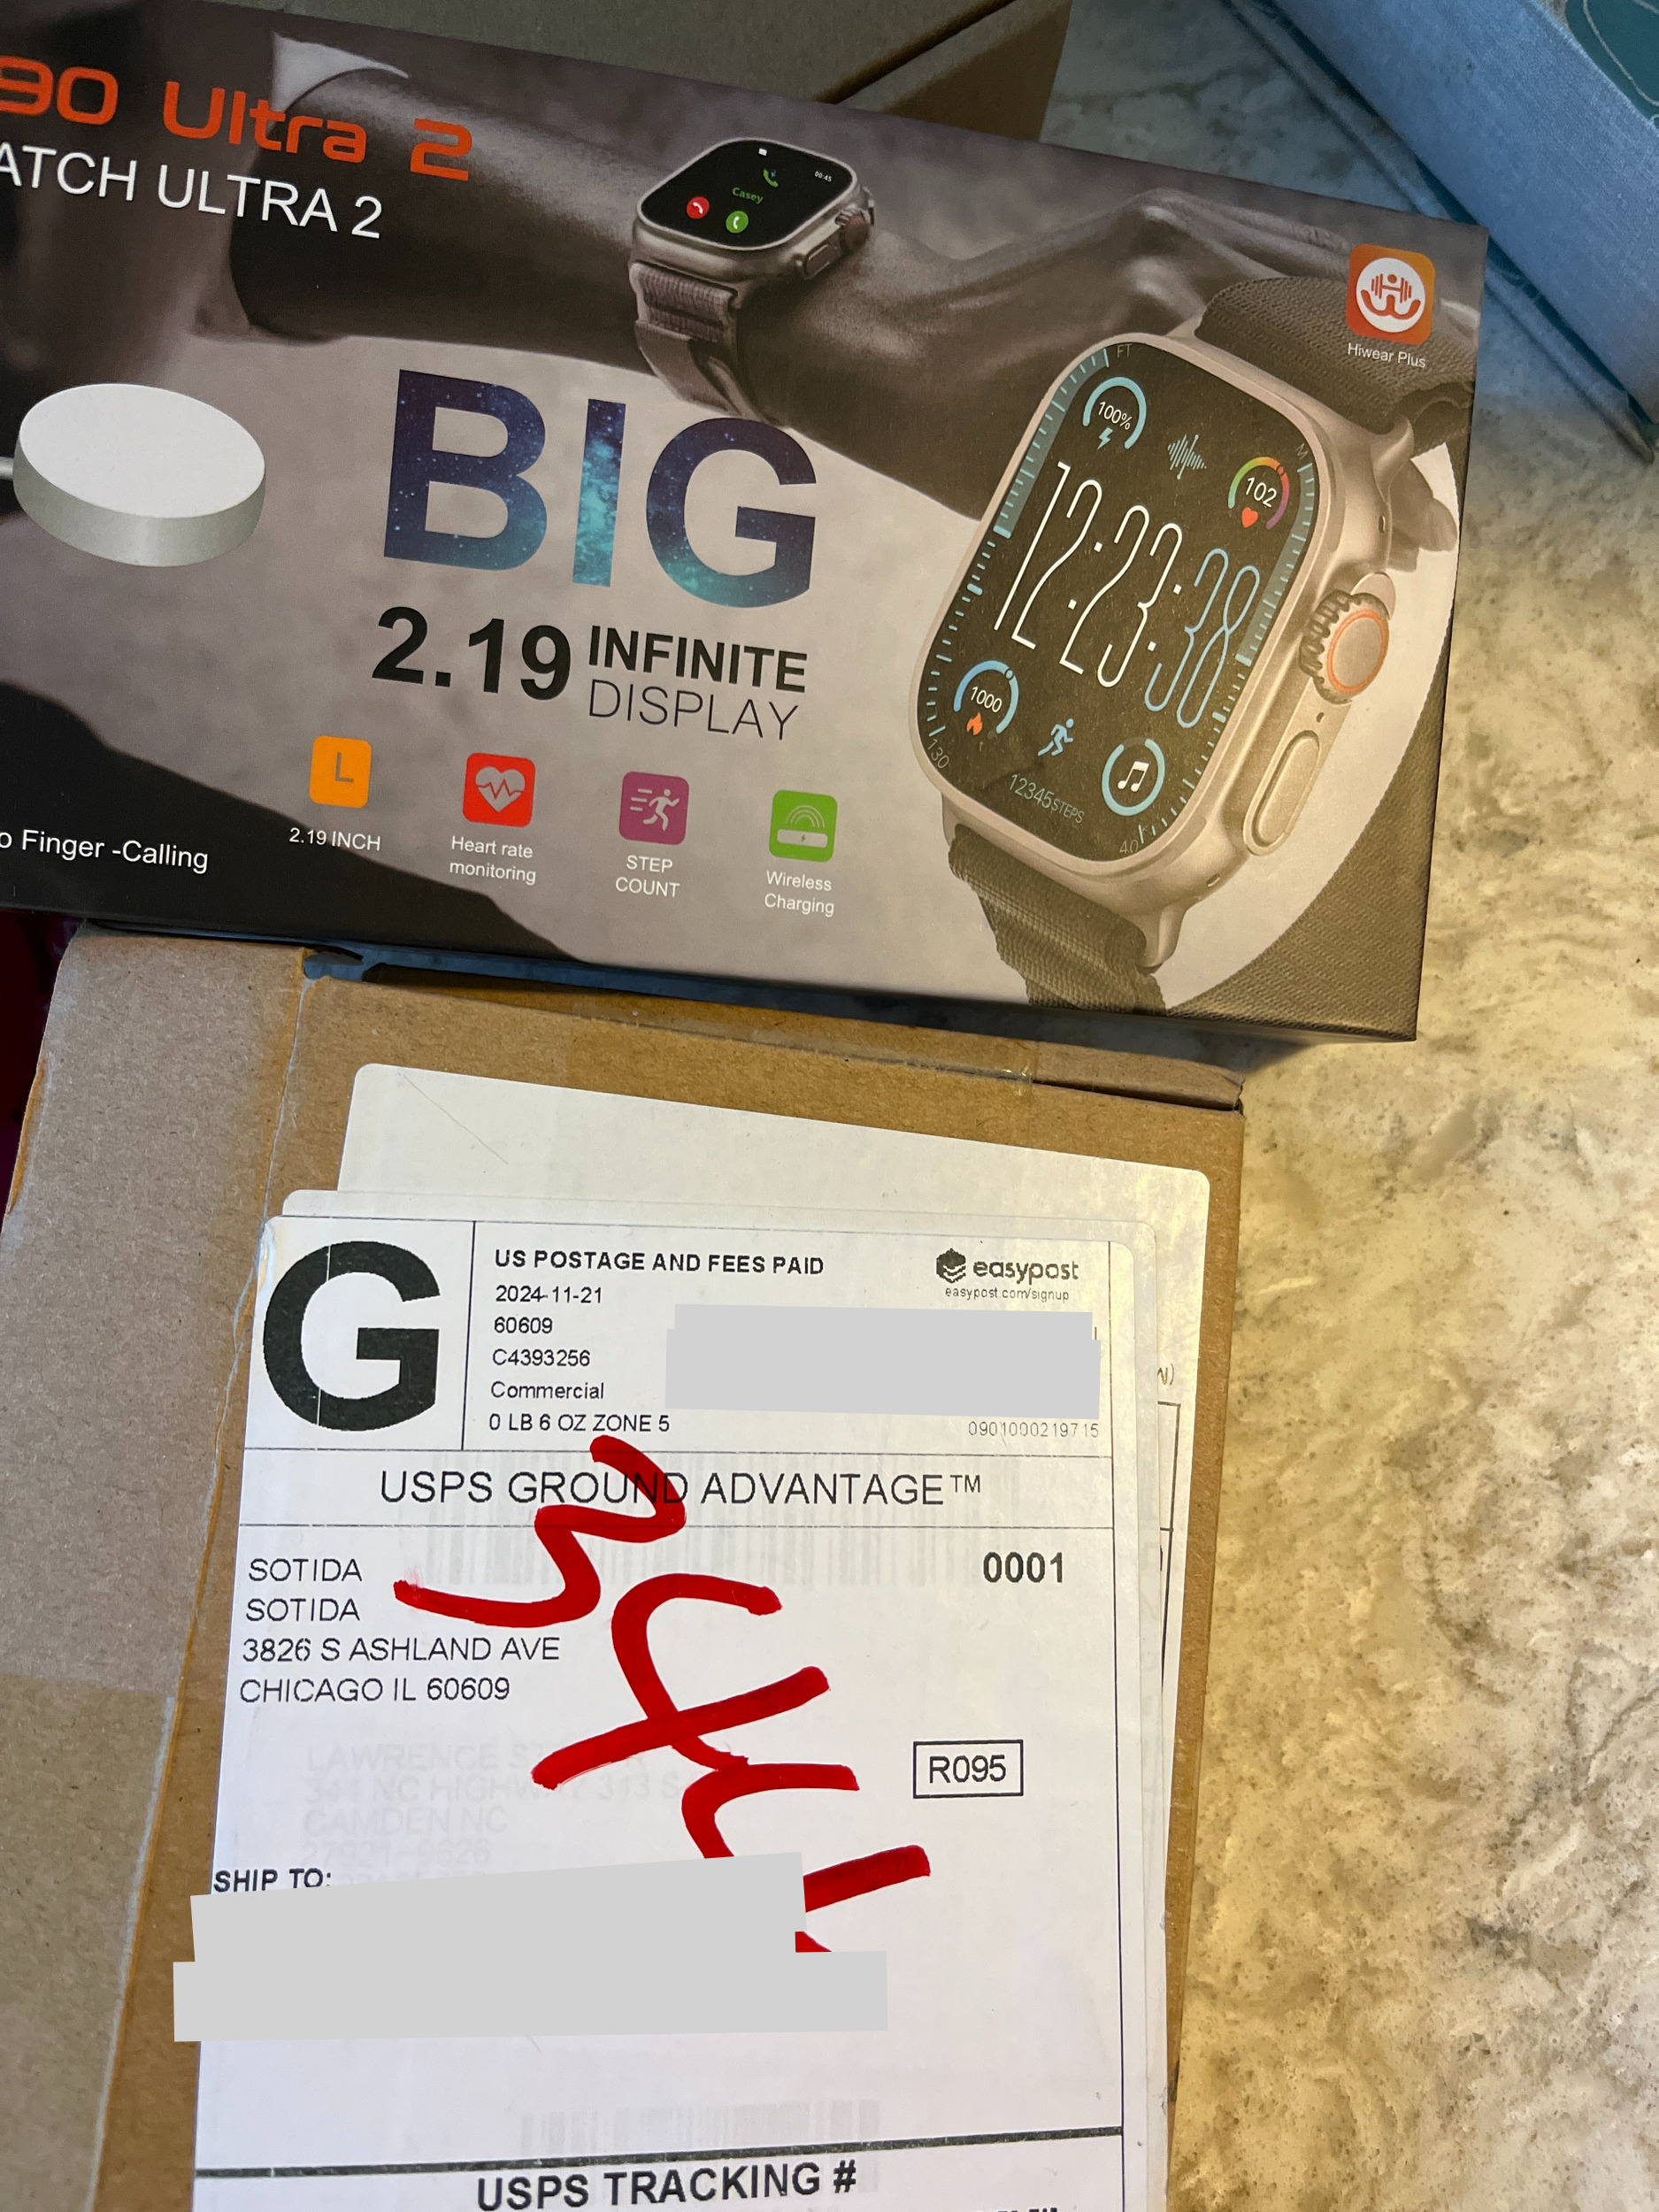 90 Ultra 2
ATCH ULTRA 2
00:45
Casey
Hiwear Plus
BIG
2.19 INFINITE
DISPLAY
FT
100%
M
102
12:23:38
1000
130
12345STEPS
40
L
2.19 INCH
Heart rate
monitoring
STEP
COUNT
Wireless
Charging
o Finger -Calling
G
US POSTAGE AND FEES PAID
2024-11-21
60609
C4393256
Commercial
0 LB 6 OZ ZONE 5
easypost
easypost.com/signup
0901000219715
USPS GROUND ADVANTAGE™
SOTIDA
SOTIDA
3826 S ASHLAND AVE
CHICAGO IL 60609
0001
R095
SHIP TO:
USPS TRACKING #